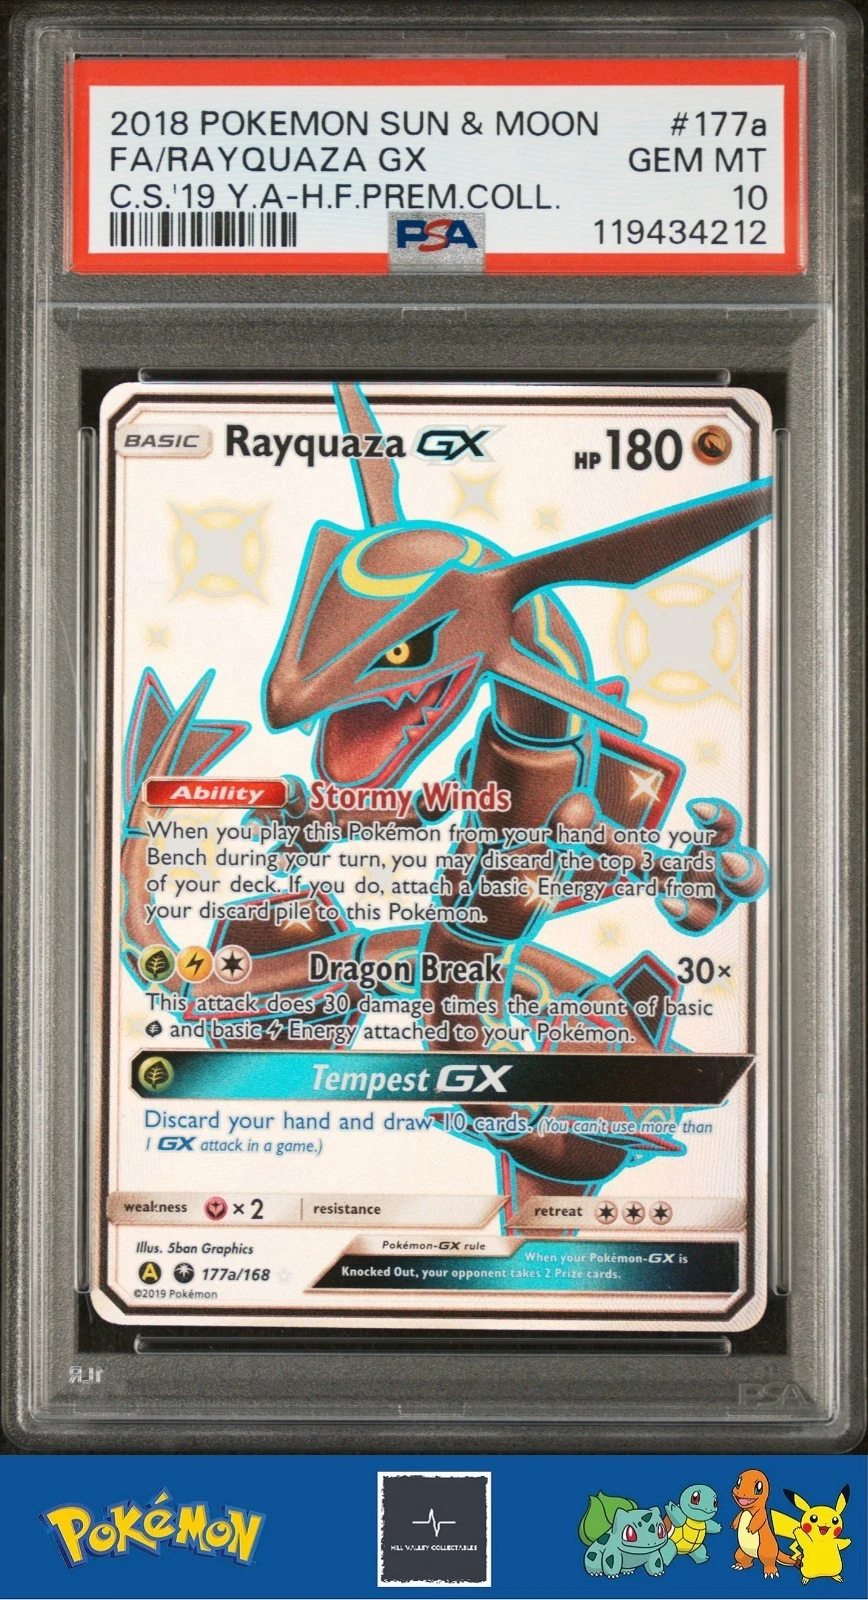 2018 POKEMON SUN & MOON #177a
FA/RAYQUAZA GX GEM MT
C.S.'19 Y.A-H.F.PREM.COLL. 10
PSA 119434212
BASIC Rayquaza GX HP 180
Ability Stormy Winds
When you play this Pokémon from your hand onto your
Bench during your turn, you may discard the top 3 cards
of your deck. If you do, attach a basic Energy card from
your discard pile to this Pokémon.
Dragon Break 30×
This attack does 30 damage times the amount of basic
and basic Energy attached to your Pokémon.
Tempest GX
Discard your hand and draw 10 cards. (You can't use more than
1 GX attack in a game.)
weakness ×2 resistance retreat
Illus. 5ban Graphics
A 177a/168
©2019 Pokémon
Pokémon-GX rule
When your Pokémon-GX is
Knocked Out, your opponent takes 2 Prize cards.
PSA
POKéMON
HILL VALLEY COLLECTABLES